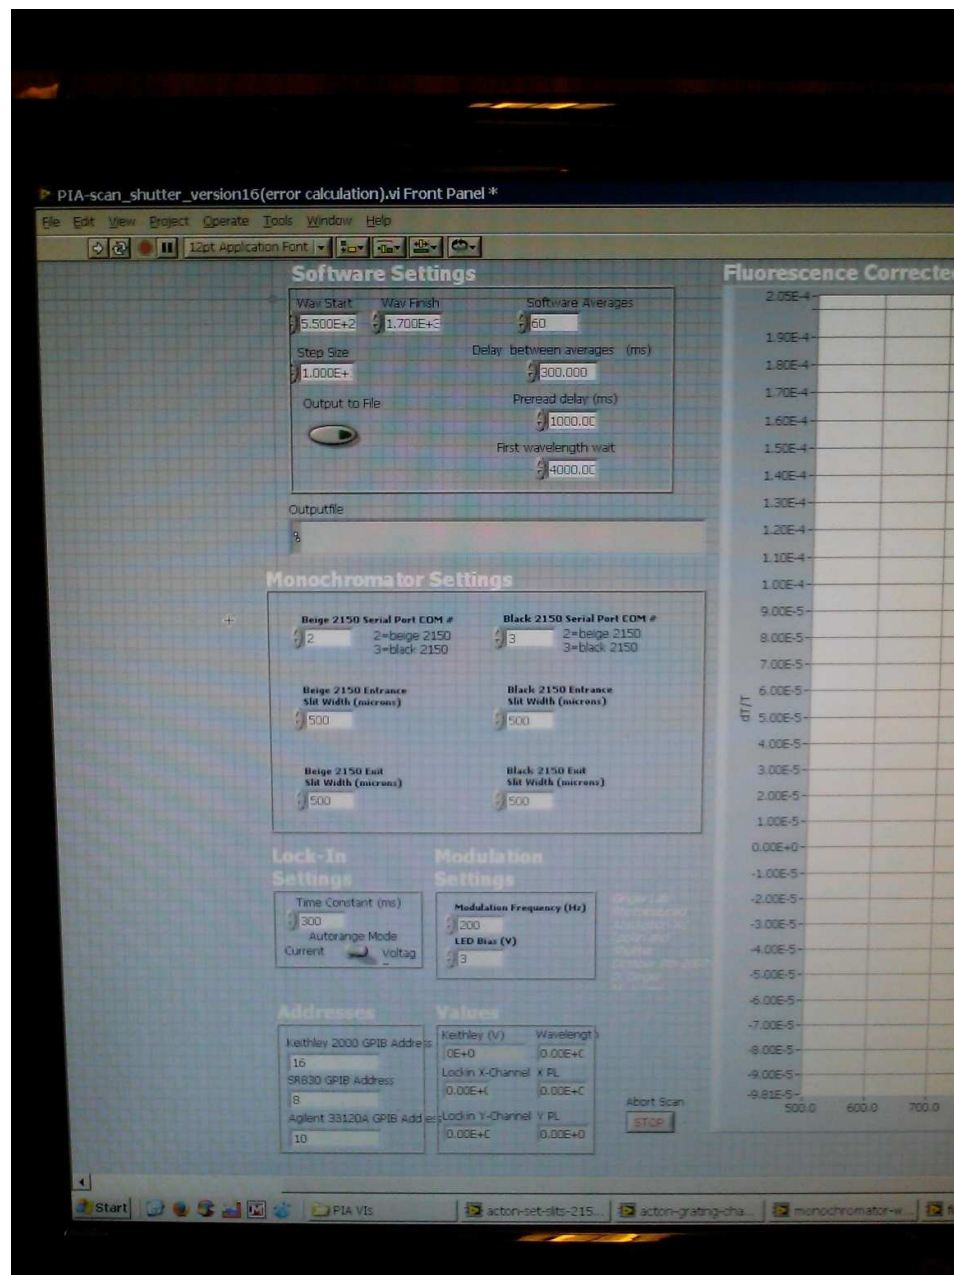 PIA-scan_shutter_version16(error calculation).vi Front Panel *
File Edit View Project Operate Tools Window Help
12pt Application Font
Software Settings
Wav Start Wav Finish Software Averages
5.500E+2 1.700E+3 60
Step Size Delay between averages (ms)
1.000E+ 300.000
Output to File Preread delay (ms)
1000.00
First wavelength wait
4000.00
Outputfile
Monochromator Settings
Beige 2150 Serial Port COM # Black 2150 Serial Port COM #
2 2=beige 2150 3 2=beige 2150
3=black 2150 3=black 2150
Beige 2150 Entrance Black 2150 Entrance
Slit Width (microns) Slit Width (microns)
500 500
Beige 2150 Exit Black 2150 Exit
Slit Width (microns) Slit Width (microns)
500 500
Lock-In Modulation
Settings Settings
Time Constant (ms) Modulation Frequency (Hz)
300 200
Autorange Mode LED Bias (V)
Current Voltag 3
Addresses Values
Keithley 2000 GPIB Address Keithley (V) Wavelength
16 0E+0 0.00E+0
SR830 GPIB Address Lockin X-Channel X PL
8 0.00E+0 0.00E+0
Agilent 33120A GPIB Address Lockin Y-Channel Y PL
10 0.00E+0 0.00E+0
Abort Scan
STOP
Fluorescence Corrected
2.05E-4
1.90E-4
1.80E-4
1.70E-4
1.60E-4
1.50E-4
1.40E-4
1.30E-4
1.20E-4
1.10E-4
1.00E-4
9.00E-5
8.00E-5
7.00E-5
6.00E-5
5.00E-5
4.00E-5
3.00E-5
2.00E-5
1.00E-5
0.00E+0
-1.00E-5
-2.00E-5
-3.00E-5
-4.00E-5
-5.00E-5
-6.00E-5
-7.00E-5
-8.00E-5
-9.00E-5
-9.81E-5
dT/T
500.0 600.0 700.0
Start PIA VIs acton-set-slits-215... acton-grating-cha... monochromator-w...